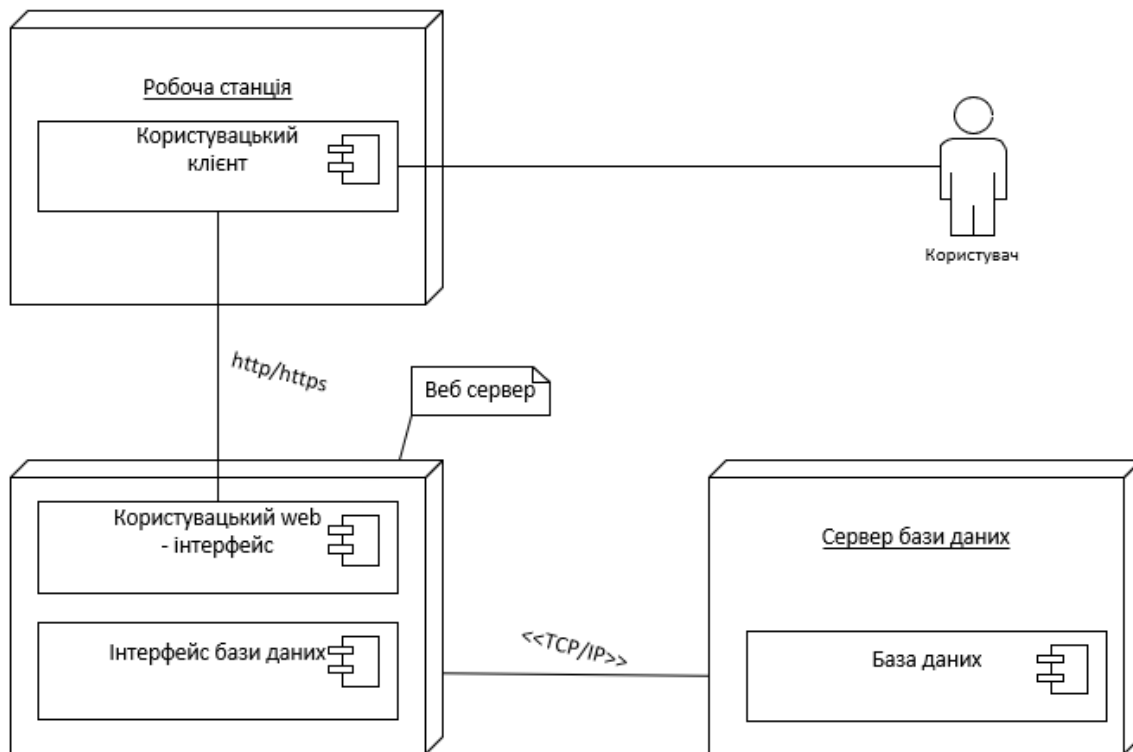 Робоча станція
Користувацький
клієнт
Користувач
http/https
Веб сервер
Користувацький web
- інтерфейс
Сервер бази даних
<<TCP/IP>>
Інтерфейс бази даних
База даних